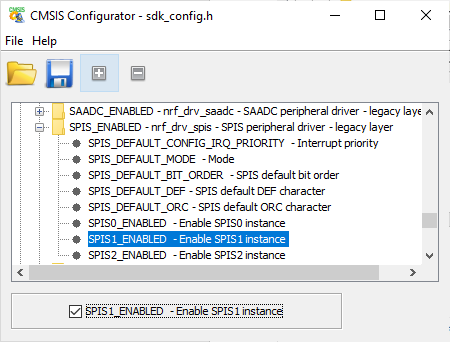 CMSIS Configurator - sdk_config.h
File Help
SAADC_ENABLED - nrf_drv_saadc - SAADC peripheral driver - legacy laye
SPIS_ENABLED - nrf_drv_spis - SPIS peripheral driver - legacy layer
SPIS_DEFAULT_CONFIG_IRQ_PRIORITY - Interrupt priority
SPIS_DEFAULT_MODE - Mode
SPIS_DEFAULT_BIT_ORDER - SPIS default bit order
SPIS_DEFAULT_DEF - SPIS default DEF character
SPIS_DEFAULT_ORC - SPIS default ORC character
SPIS0_ENABLED - Enable SPIS0 instance
SPIS1_ENABLED - Enable SPIS1 instance
SPIS2_ENABLED - Enable SPIS2 instance
SPIS1_ENABLED - Enable SPIS1 instance